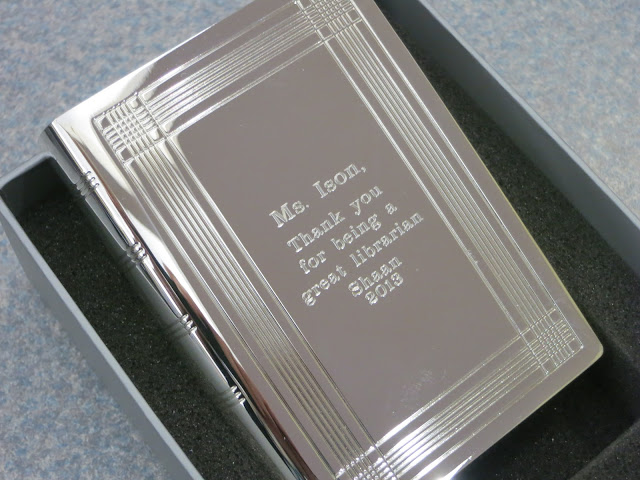 Ms. Ison,
Thank you
for being a
great librarian
Shaan
2013